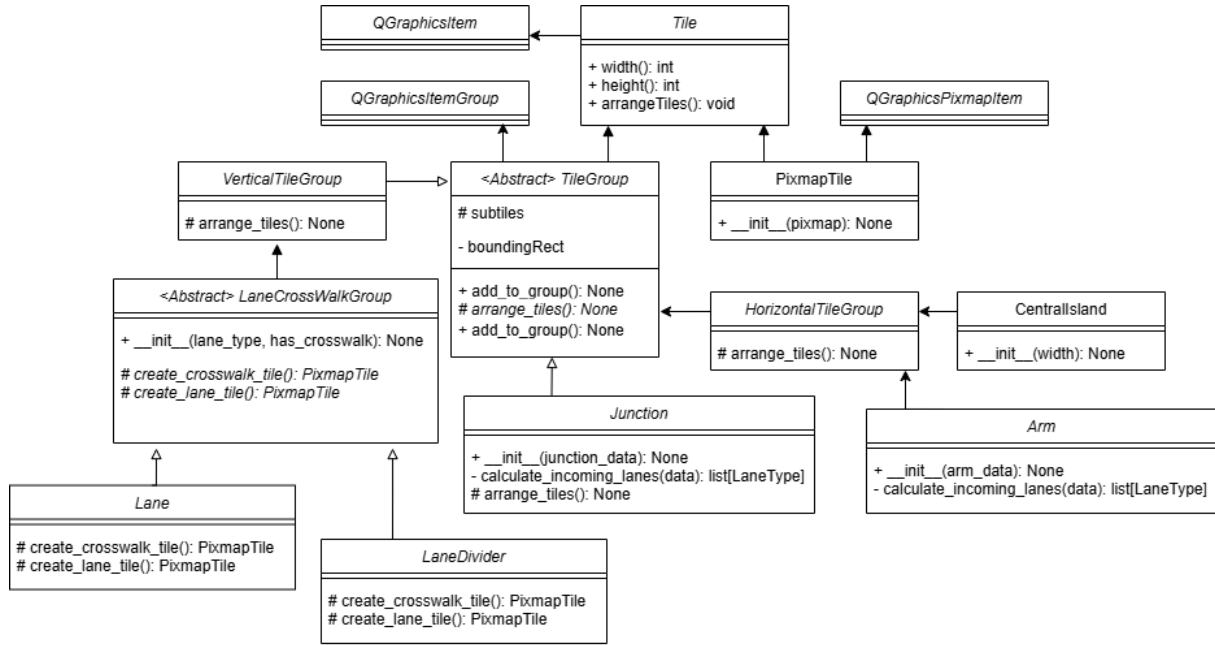 QGraphicsItem
Tile
+ width(): int
+ height(): int
+ arrangeTiles(): void
QGraphicsItemGroup
QGraphicsPixmapItem
VerticalTileGroup
# arrange_tiles(): None
<Abstract> TileGroup
# subtiles
- boundingRect
+ add_to_group(): None
# arrange_tiles(): None
+ add_to_group(): None
PixmapTile
+ __init__(pixmap): None
<Abstract> LaneCrossWalkGroup
+ __init__(lane_type, has_crosswalk): None
# create_crosswalk_tile(): PixmapTile
# create_lane_tile(): PixmapTile
HorizontalTileGroup
# arrange_tiles(): None
CentralIsland
+ __init__(width): None
Junction
+ __init__(junction_data): None
- calculate_incoming_lanes(data): list[LaneType]
# arrange_tiles(): None
Arm
+ __init__(arm_data): None
- calculate_incoming_lanes(data): list[LaneType]
Lane
# create_crosswalk_tile(): PixmapTile
# create_lane_tile(): PixmapTile
LaneDivider
# create_crosswalk_tile(): PixmapTile
# create_lane_tile(): PixmapTile